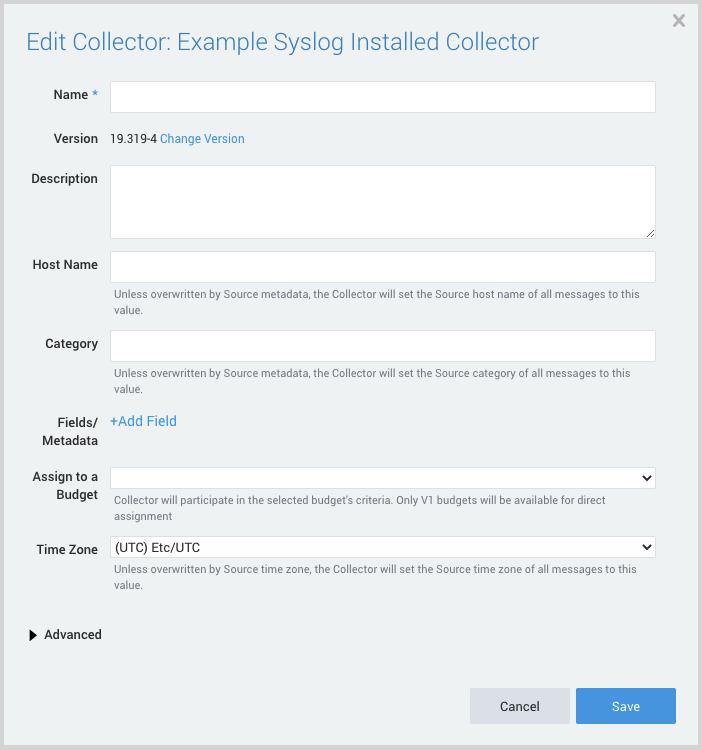 Edit Collector: Example Syslog Installed Collector
Name *
Version 19.319-4 Change Version
Description
Host Name
Unless overwritten by Source metadata, the Collector will set the Source host name of all messages to this
value.
Category
Unless overwritten by Source metadata, the Collector will set the Source category of all messages to this
value.
Fields/
Metadata
+Add Field
Assign to a
Budget
Collector will participate in the selected budget's criteria. Only V1 budgets will be available for direct
assignment
Time Zone (UTC) Etc/UTC
Unless overwritten by Source time zone, the Collector will set the Source time zone of all messages to this
value.
Advanced
Cancel Save